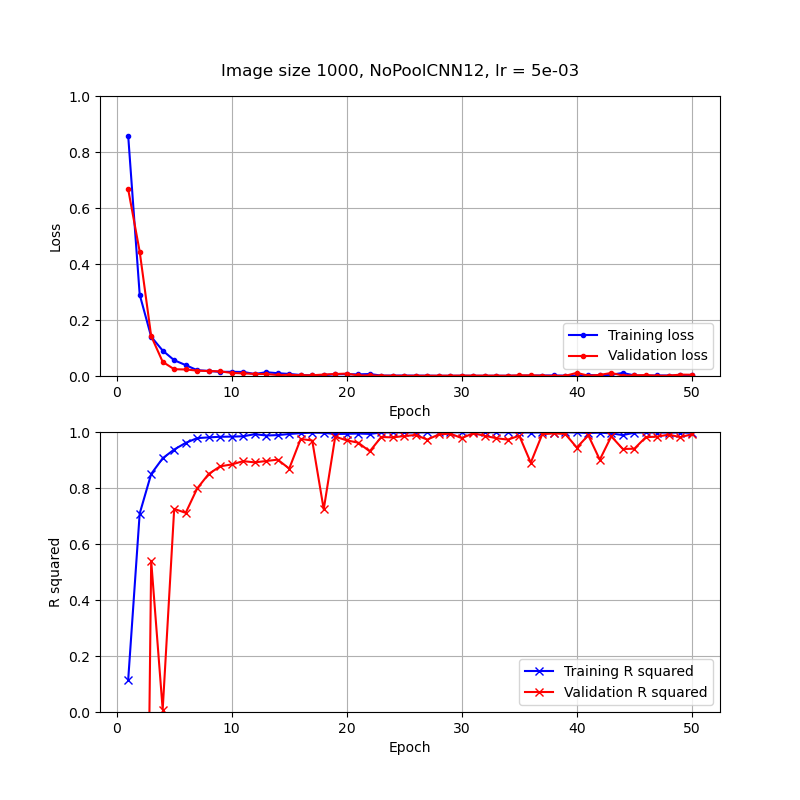 Image size 1000, NoPoolCNN12, lr = 5e-03
1.0
0.8
0.6
0.4
0.2
0.0
Loss
Training loss
Validation loss
0 10 20 30 40 50
Epoch
1.0
0.8
0.6
0.4
0.2
0.0
R squared
Training R squared
Validation R squared
0 10 20 30 40 50
Epoch